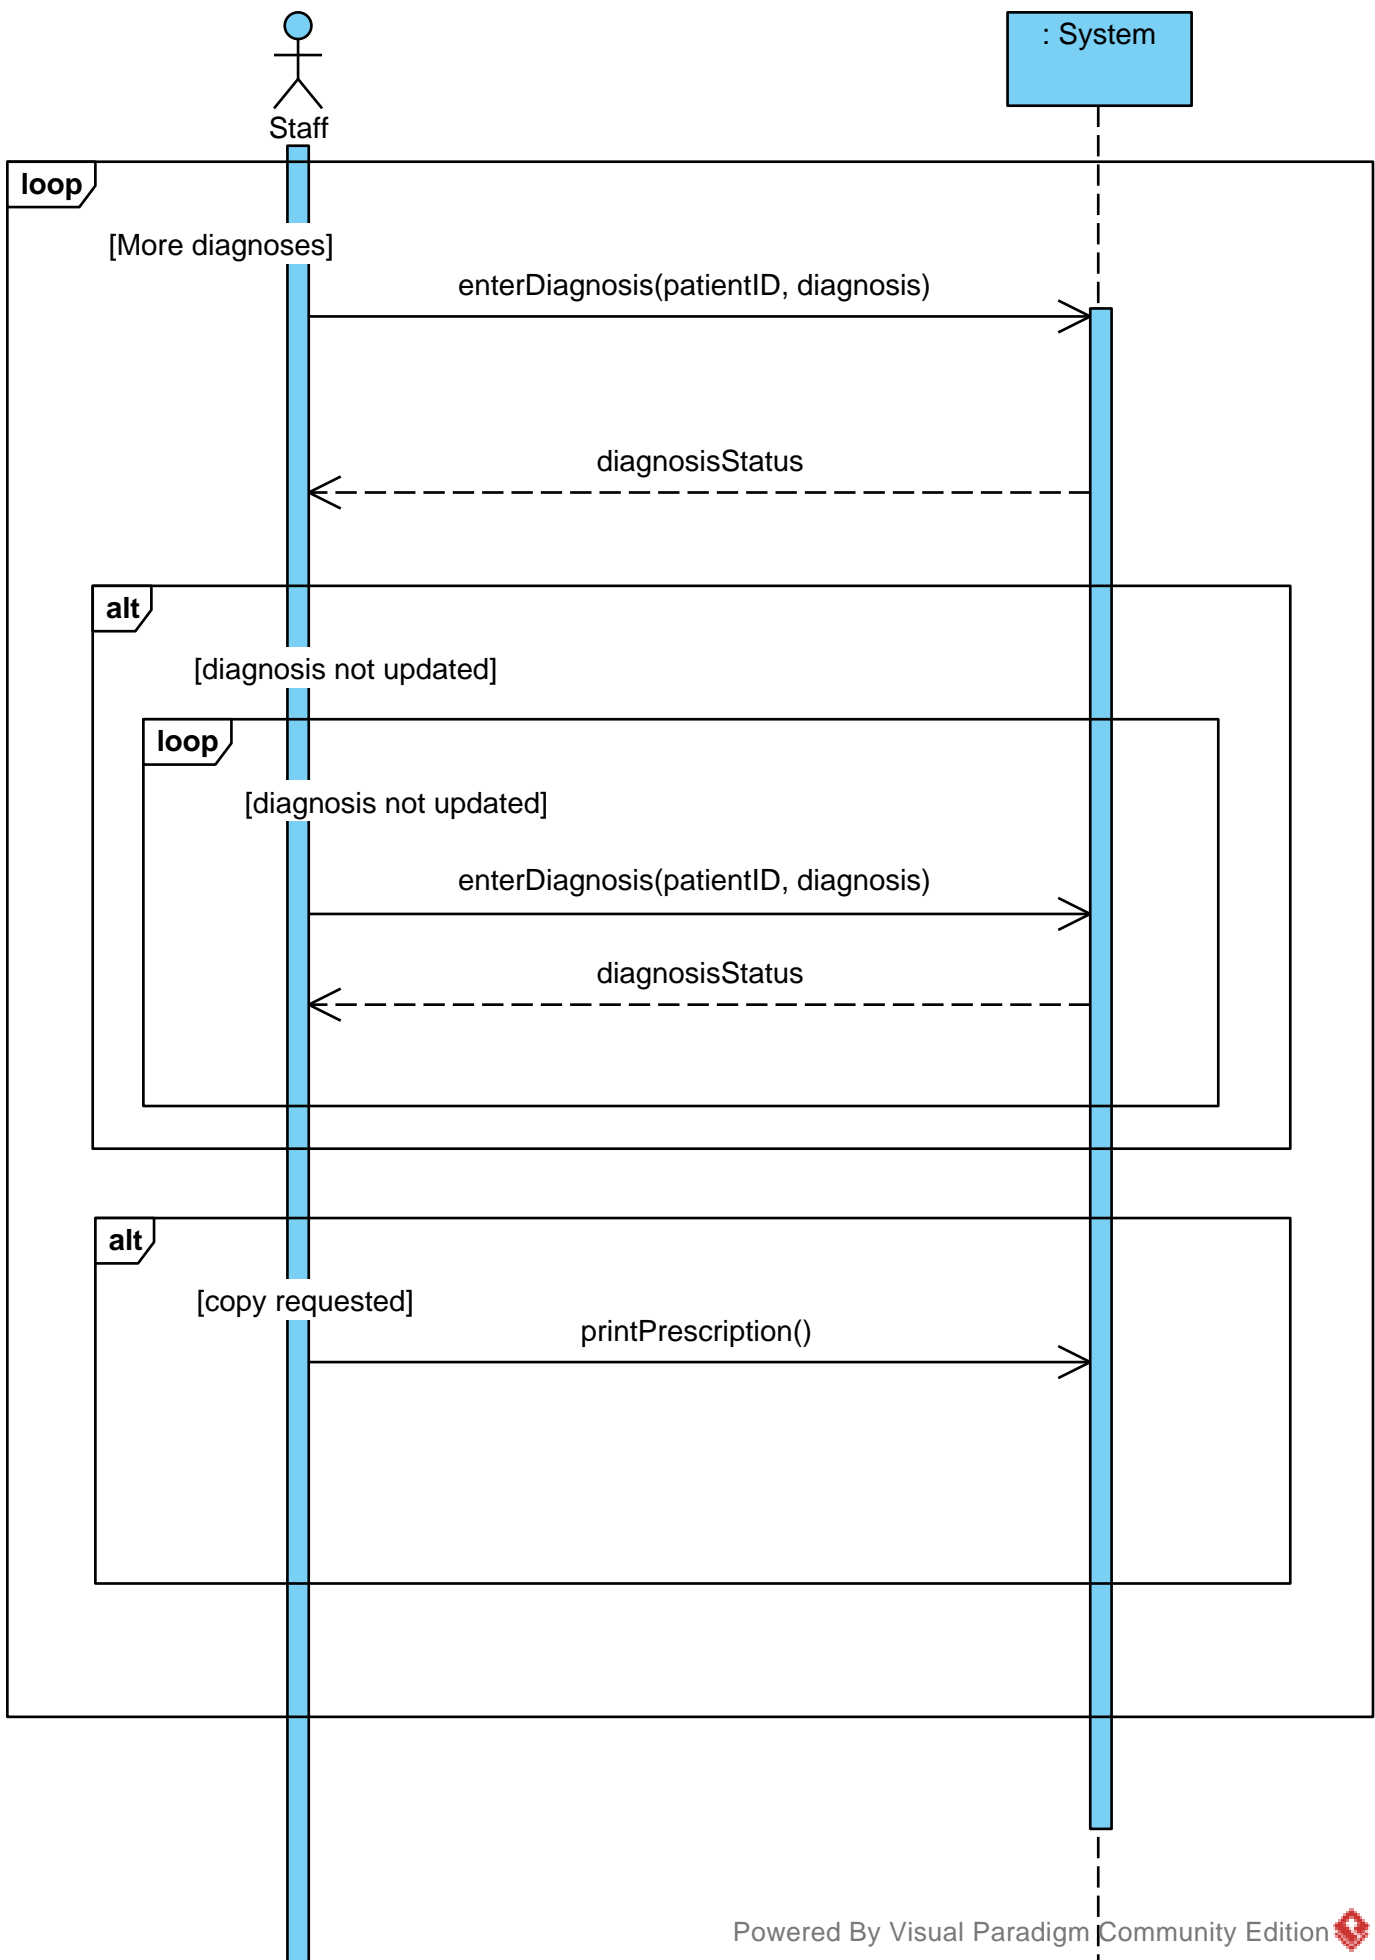 Staff
: System
loop
[More diagnoses]
enterDiagnosis(patientID, diagnosis)
diagnosisStatus
alt
[diagnosis not updated]
loop
[diagnosis not updated]
enterDiagnosis(patientID, diagnosis)
diagnosisStatus
alt
[copy requested]
printPrescription()
Powered By Visual Paradigm Community Edition